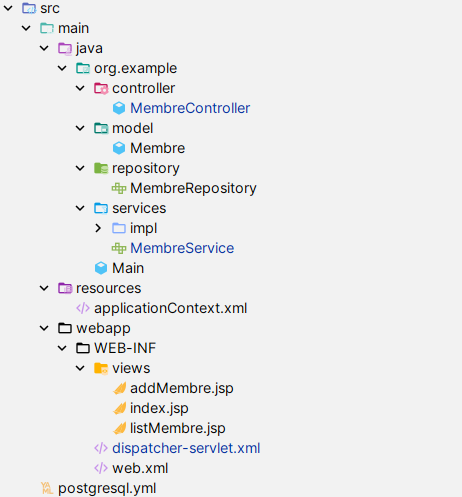 src
main
java
org.example
controller
MembreController
model
Membre
repository
MembreRepository
services
impl
MembreService
Main
resources
applicationContext.xml
webapp
WEB-INF
views
addMembre.jsp
index.jsp
listMembre.jsp
dispatcher-servlet.xml
web.xml
postgresql.yml